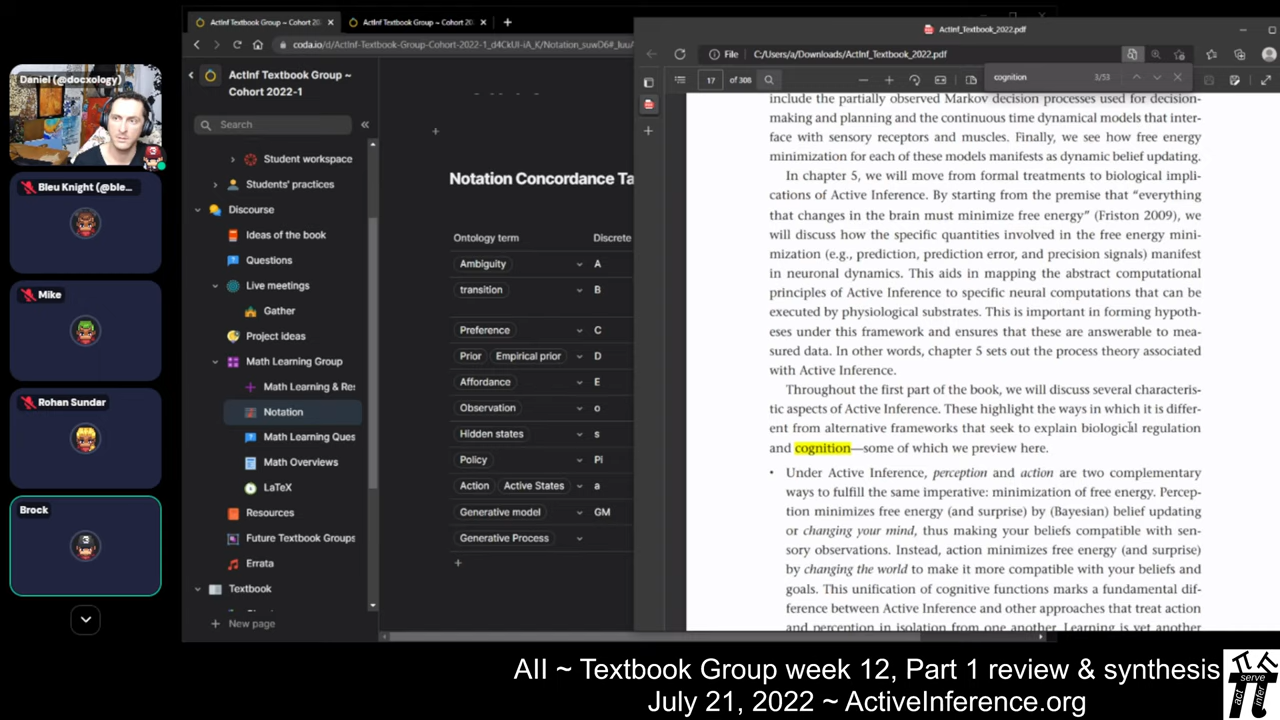 ActInf Textbook Group ~ Cohort 202
ActInf Textbook Group ~ Cohort 202
coda.io/d/ActInf-Textbook-Group-Cohort-2022-1_d4CkUI-iA_K/Notation_suwD6#_luu/
ActInf_Textbook_2022.pdf
File
C:/Users/a/Downloads/ActInf_Textbook_2022.pdf
17
of 308
cognition
3/53
Daniel (@docxology)
Bleu Knight (@ble...
Mike
Rohan Sundar
Brock
ActInf Textbook Group ~
Cohort 2022-1
Search
Student workspace
Students' practices
Discourse
Ideas of the book
Questions
Live meetings
Gather
Project ideas
Math Learning Group
Math Learning & Res
Notation
Math Learning Ques
Math Overviews
LaTeX
Resources
Future Textbook Groups
Errata
Textbook
New page
Notation Concordance Ta
Ontology term
Discrete
Ambiguity
A
transition
B
Preference
C
Prior
Empirical prior
D
Affordance
E
Observation
o
Hidden states
s
Policy
Pi
Action
Active States
a
Generative model
GM
Generative Process
include the partially observed Markov decision processes used for decision-
making and planning and the continuous time dynamical models that inter-
face with sensory receptors and muscles. Finally, we see how free energy
minimization for each of these models manifests as dynamic belief updating.
In chapter 5, we will move from formal treatments to biological impli-
cations of Active Inference. By starting from the premise that “everything
that changes in the brain must minimize free energy” (Friston 2009), we
will discuss how the specific quantities involved in the free energy mini-
mization (e.g., prediction, prediction error, and precision signals) manifest
in neuronal dynamics. This aids in mapping the abstract computational
principles of Active Inference to specific neural computations that can be
executed by physiological substrates. This is important in forming hypoth-
eses under this framework and ensures that these are answerable to mea-
sured data. In other words, chapter 5 sets out the process theory associated
with Active Inference.
Throughout the first part of the book, we will discuss several characteris-
tic aspects of Active Inference. These highlight the ways in which it is differ-
ent from alternative frameworks that seek to explain biological regulation
and cognition—some of which we preview here.
• Under Active Inference, perception and action are two complementary
ways to fulfill the same imperative: minimization of free energy. Percep-
tion minimizes free energy (and surprise) by (Bayesian) belief updating
or changing your mind, thus making your beliefs compatible with sen-
sory observations. Instead, action minimizes free energy (and surprise)
by changing the world to make it more compatible with your beliefs and
goals. This unification of cognitive functions marks a fundamental dif-
ference between Active Inference and other approaches that treat action
and perception in isolation from one another. Learning is yet another
AII ~ Textbook Group week 12, Part 1 review & synthesis
July 21, 2022 ~ ActiveInference.org
serve
act
infer